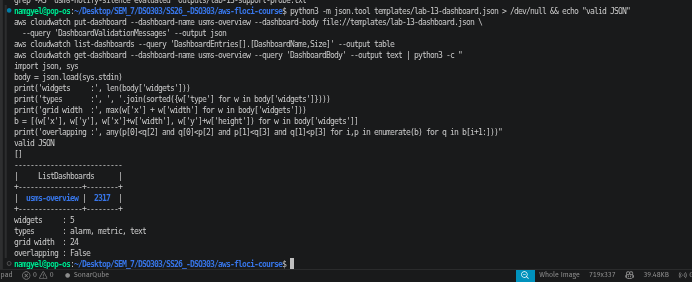 grep -AS "usms-notify-silence evaluated" outputs/lab-13-support-probe.txt
namgyel@pop-os:~/Desktop/SEM_7/DSO303/SS26_-DSO303/aws-floci-course$ python3 -m json.tool templates/lab-13-dashboard.json > /dev/null && echo "valid JSON"
aws cloudwatch put-dashboard --dashboard-name usms-overview --dashboard-body file://templates/lab-13-dashboard.json \
--query 'DashboardValidationMessages' --output json
aws cloudwatch list-dashboards --query 'DashboardEntries[].[DashboardName,Size]' --output table
aws cloudwatch get-dashboard --dashboard-name usms-overview --query 'DashboardBody' --output text | python3 -c "
import json, sys
body = json.load(sys.stdin)
print('widgets     :', len(body['widgets']))
print('types       :', ', '.join(sorted({w['type'] for w in body['widgets']})))
print('grid width  :', max(w['x'] + w['width'] for w in body['widgets']))
b = [(w['x'], w['y'], w['x']+w['width'], w['y']+w['height']) for w in body['widgets']]
print('overlapping :', any(p[0]<q[2] and q[0]<p[2] and p[1]<q[3] and q[1]<p[3] for i,p in enumerate(b) for q in b[i+1:]))"
valid JSON
[]
--------------------------
|     ListDashboards     |
+----------------+-------+
|  usms-overview |  2317 |
+----------------+-------+
widgets     : 5
types       : alarm, metric, text
grid width  : 24
overlapping : False
namgyel@pop-os:~/Desktop/SEM_7/DSO303/SS26_-DSO303/aws-floci-course$
pad 0 0 SonarQube Whole Image 719x337 39.48KB